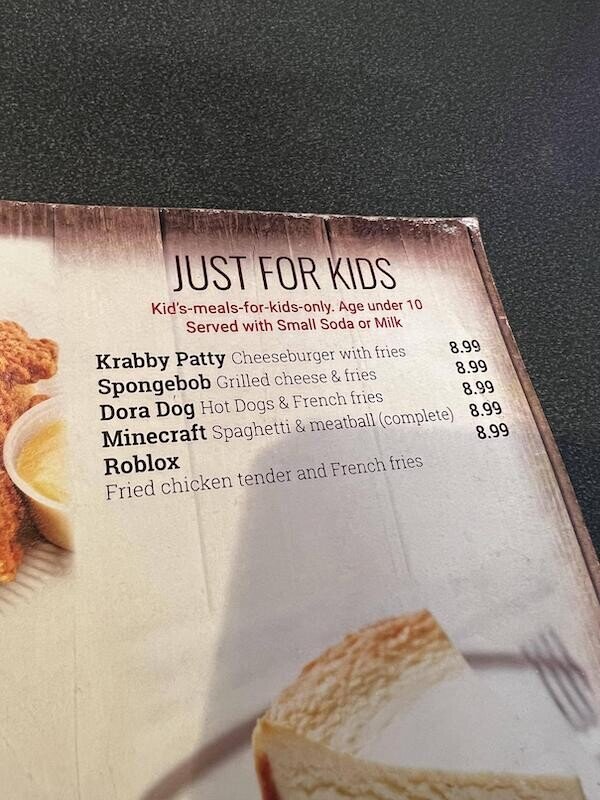 JUST FOR KIDS
Kid's-meals-for-kids-only. Age under 10
Served with Small Soda or Milk
Krabby Patty Cheeseburger with fries 8.99
Spongebob Grilled cheese & fries 8.99
Dora Dog Hot Dogs & French fries 8.99
Minecraft Spaghetti & meatball (complete) 8.99
Roblox 8.99
Fried chicken tender and French fries